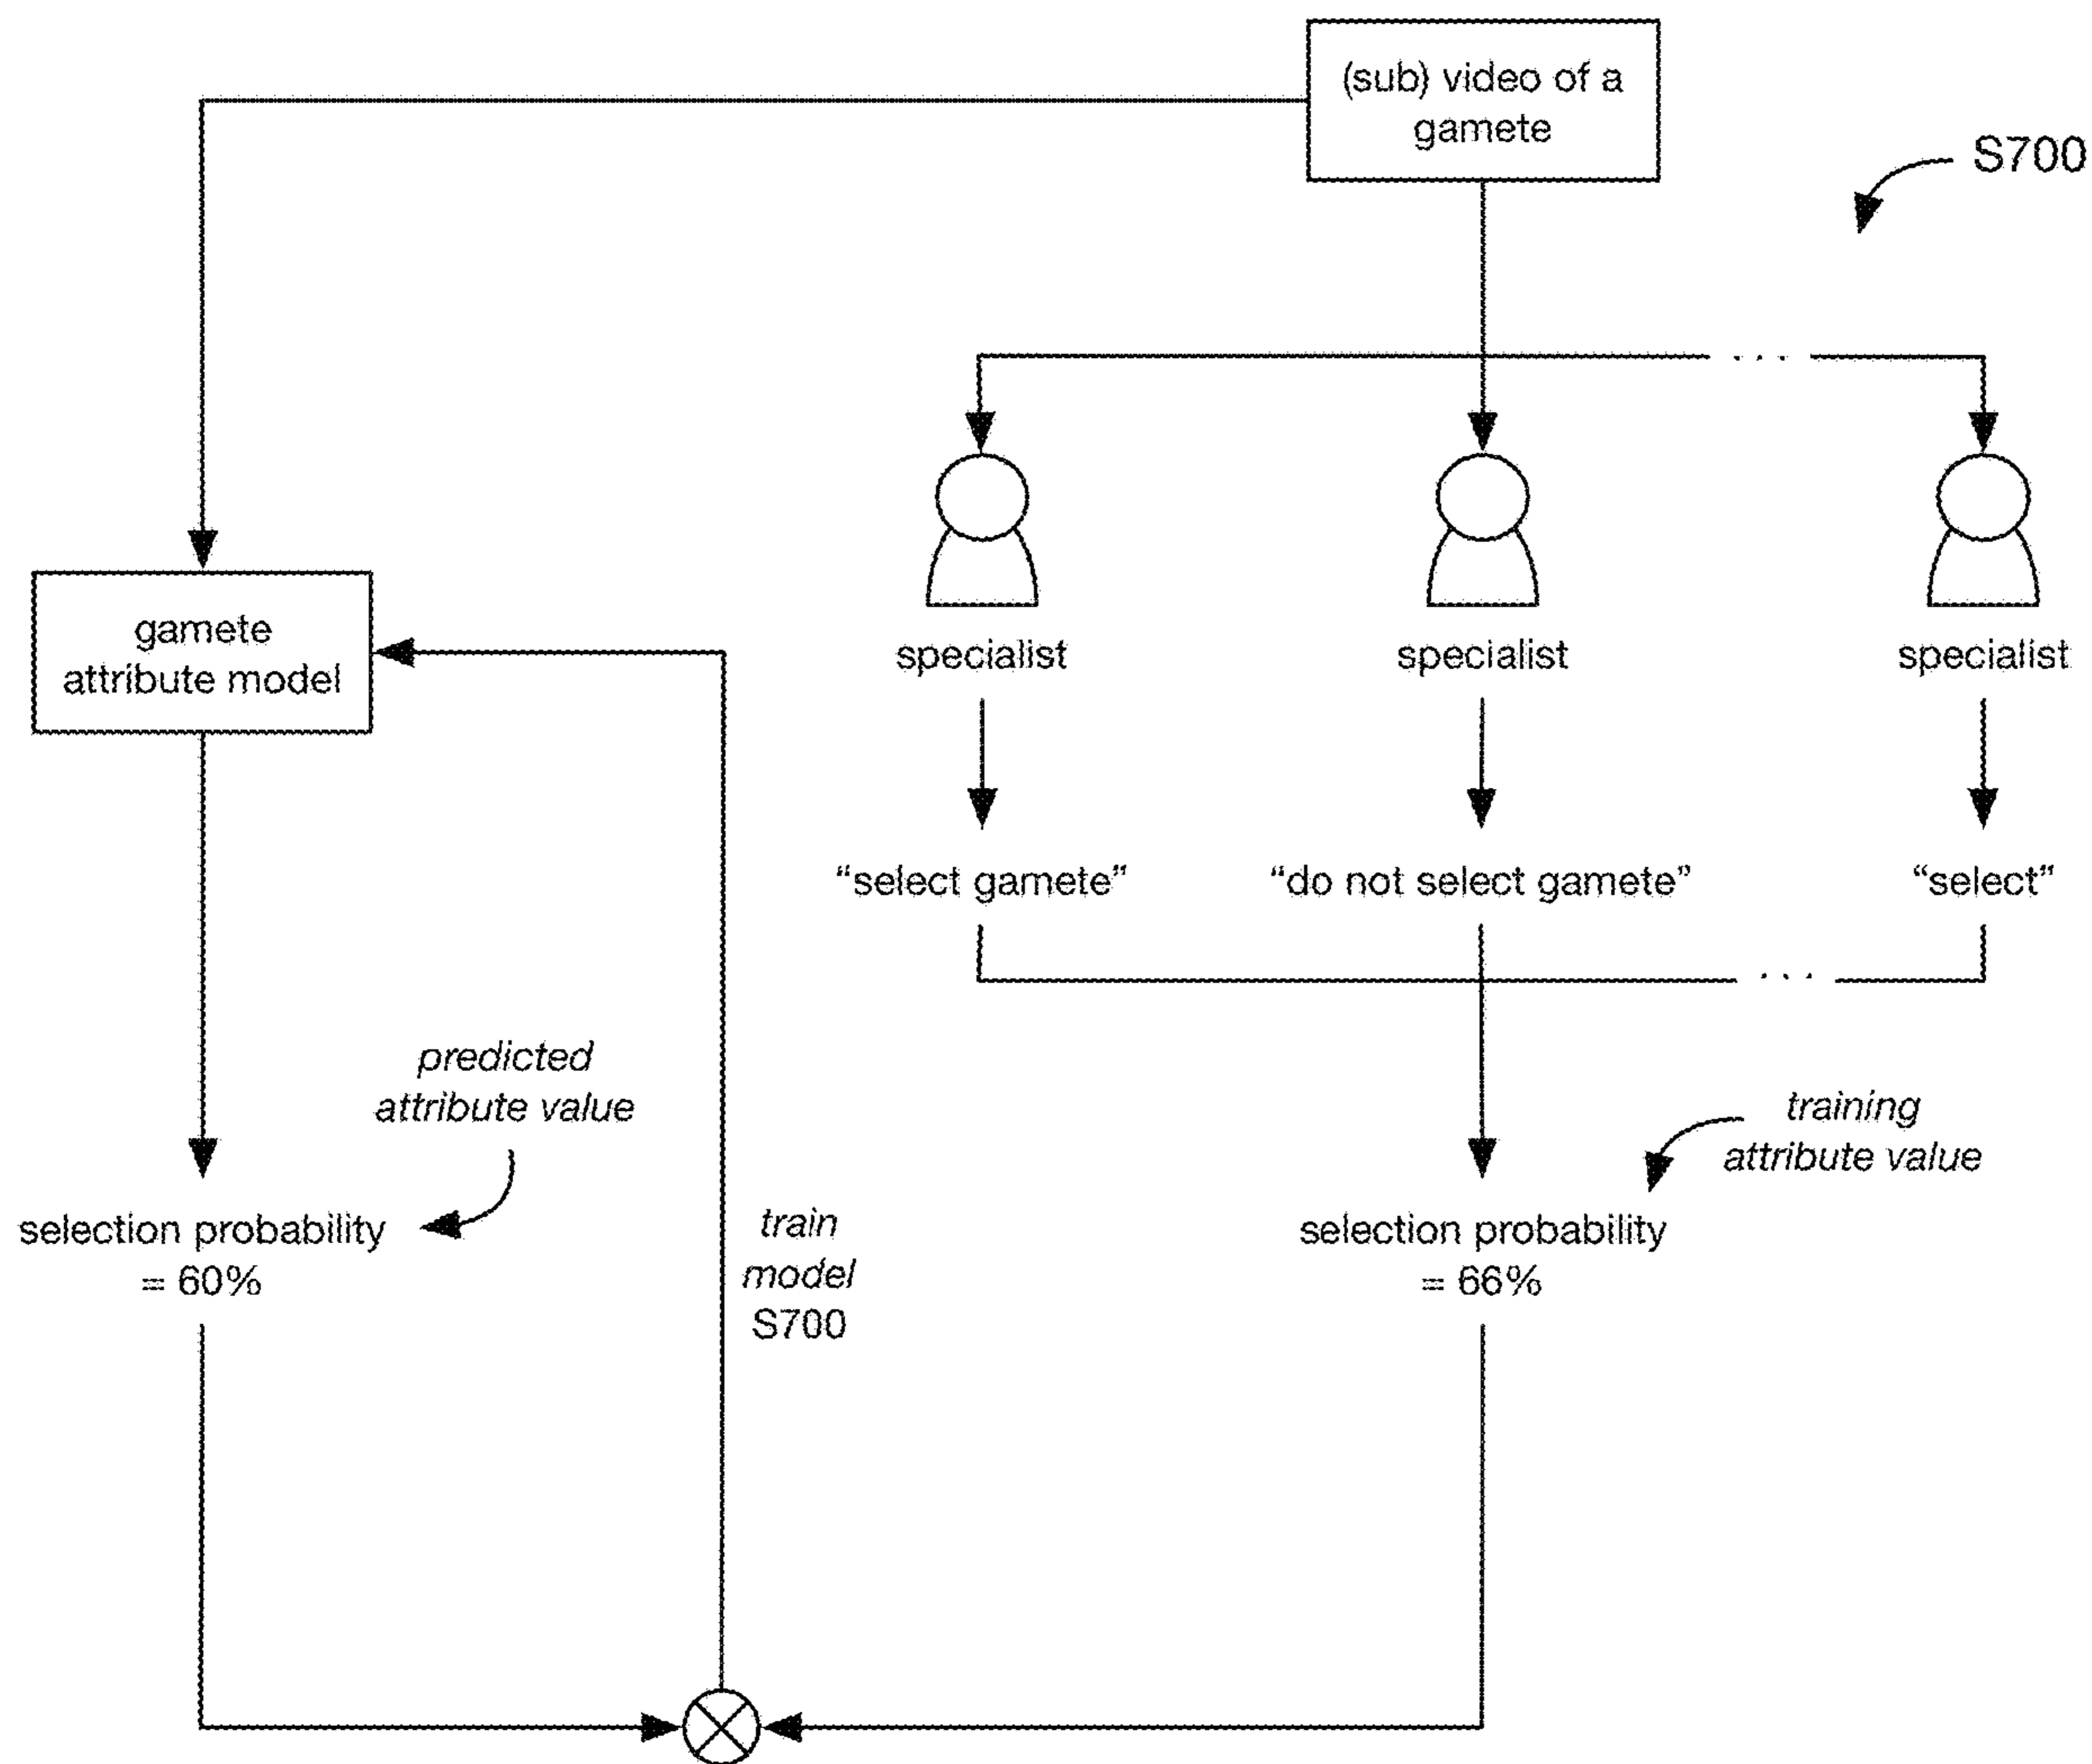 (sub) video of a
gamete
S700
gamete
attribute model
specialist
specialist
specialist
“select gamete”
“do not select gamete”
“select”
predicted
attribute value
training
attribute value
selection probability
= 60%
train
model
S700
selection probability
= 66%